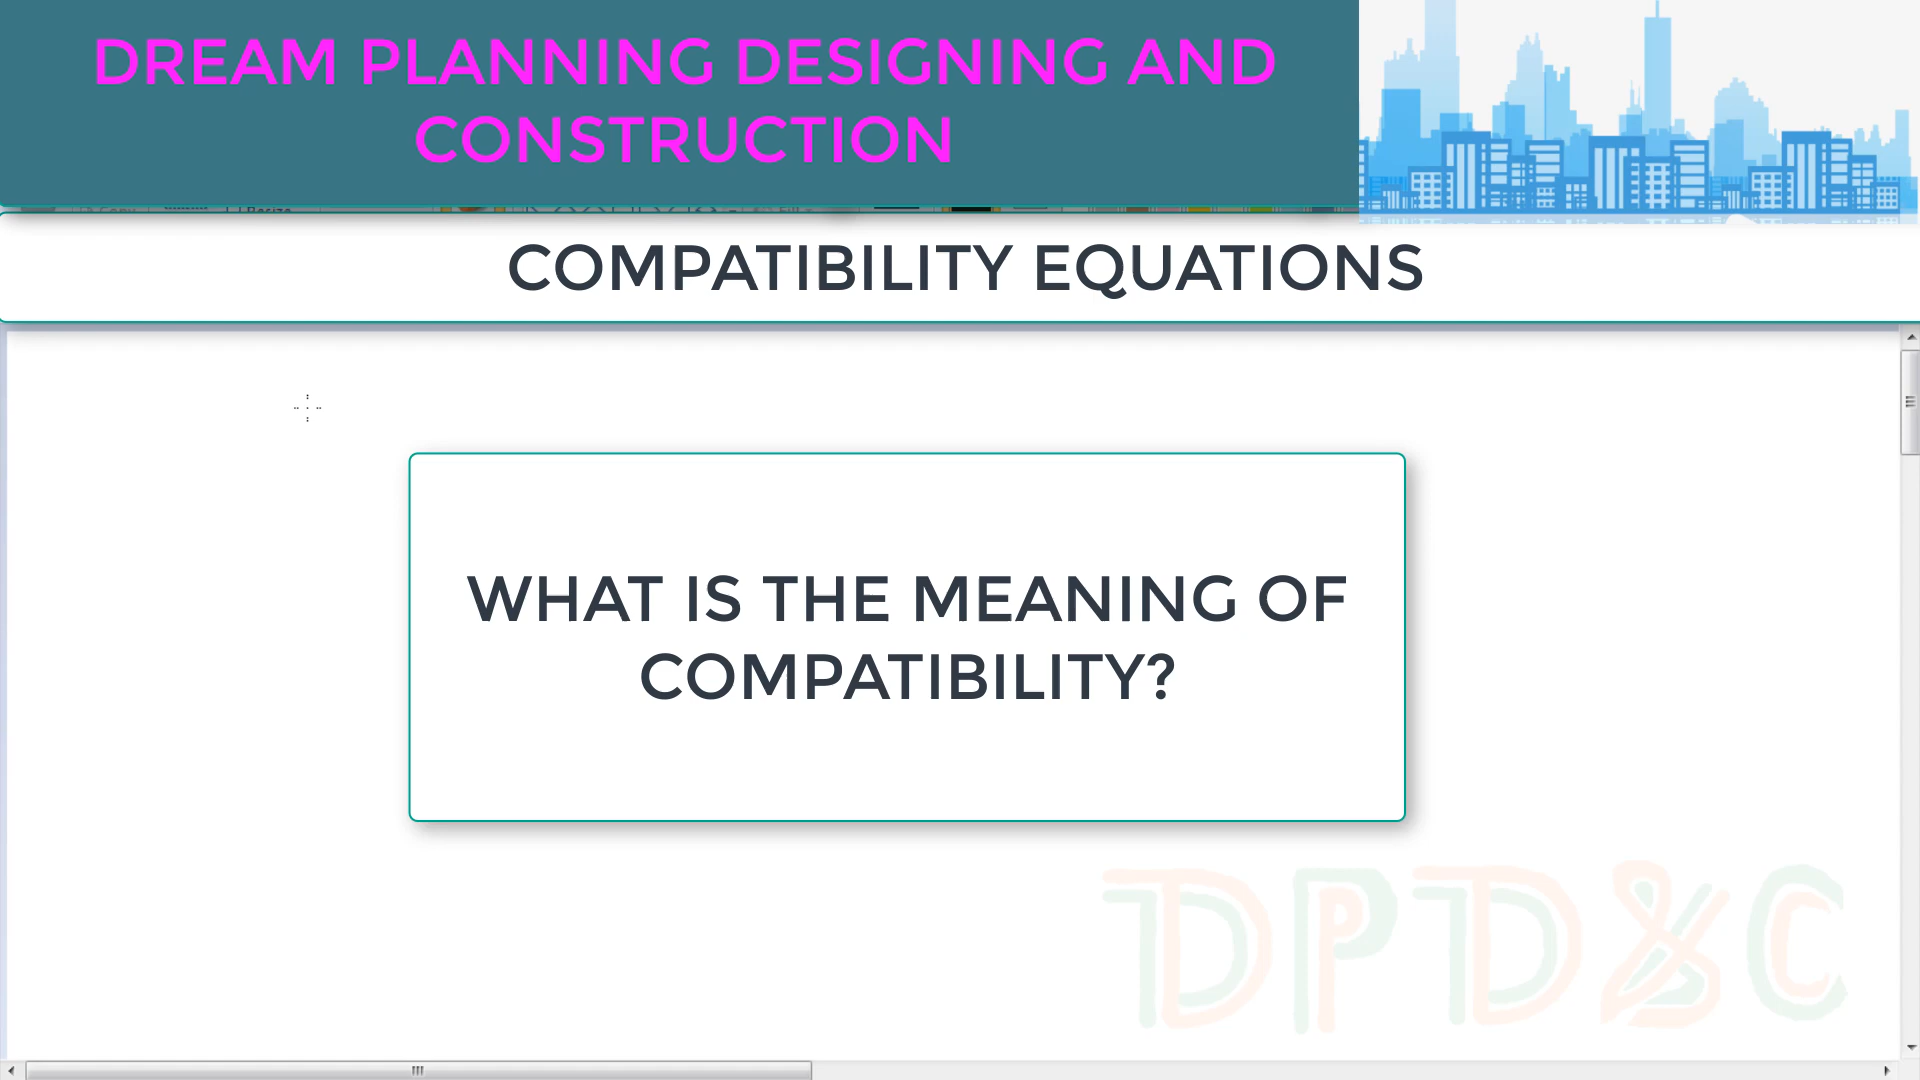 DREAM PLANNING DESIGNING AND
CONSTRUCTION
COMPATIBILITY EQUATIONS
WHAT IS THE MEANING OF
COMPATIBILITY?
DPD&C